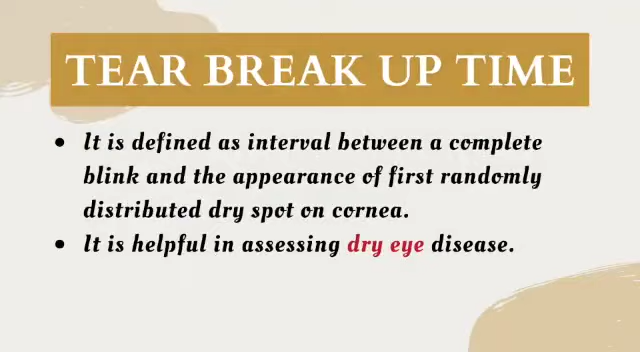 TEAR BREAK UP TIME
• It is defined as interval between a complete
blink and the appearance of first randomly
distributed dry spot on cornea.
• It is helpful in assessing dry eye disease.